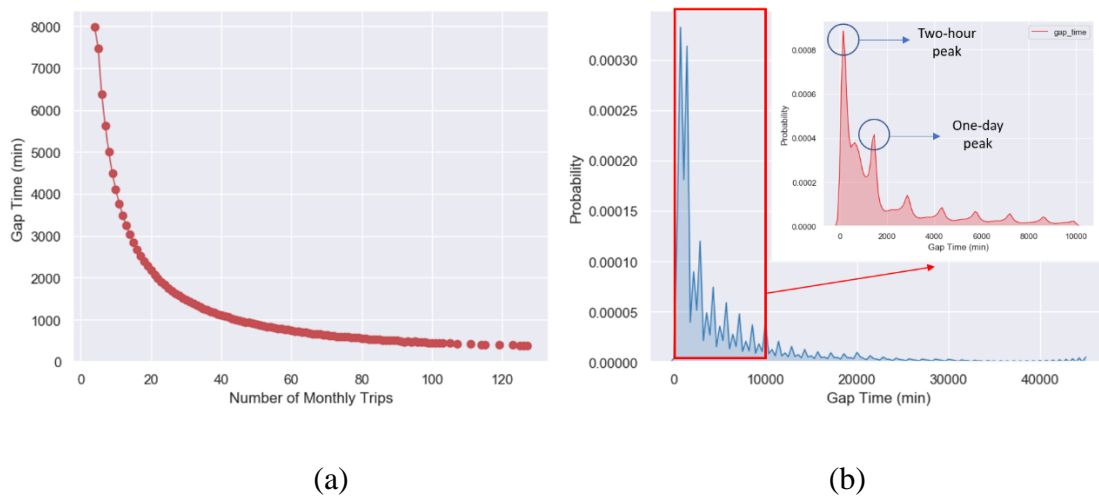 8000
7000
6000
5000
4000
3000
2000
1000
0
Gap Time (min)
0 20 40 60 80 100 120
Number of Monthly Trips
(a)
0.00030
0.00025
0.00020
0.00015
0.00010
0.00005
0.00000
Probability
0 10000 20000 30000 40000
Gap Time (min)
Two-hour
peak
gap_time
One-day
peak
0.0008
0.0006
0.0004
0.0002
0.0000
Probability
0 2000 4000 6000 8000 10000
Gap Time (min)
(b)